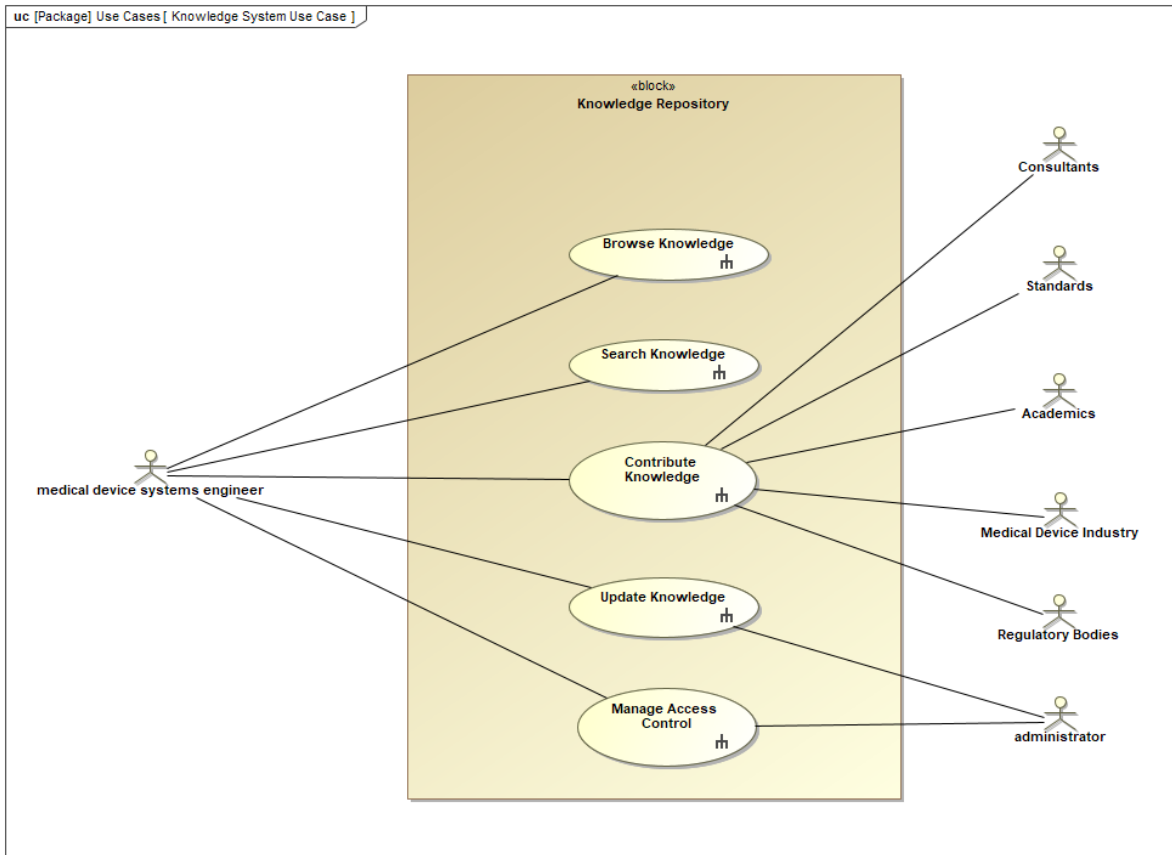 uc [Package] Use Cases [ Knowledge System Use Case ]
«block»
Knowledge Repository
Consultants
Browse Knowledge
Standards
Search Knowledge
Academics
Contribute
Knowledge
medical device systems engineer
Medical Device Industry
Update Knowledge
Regulatory Bodies
Manage Access
Control
administrator